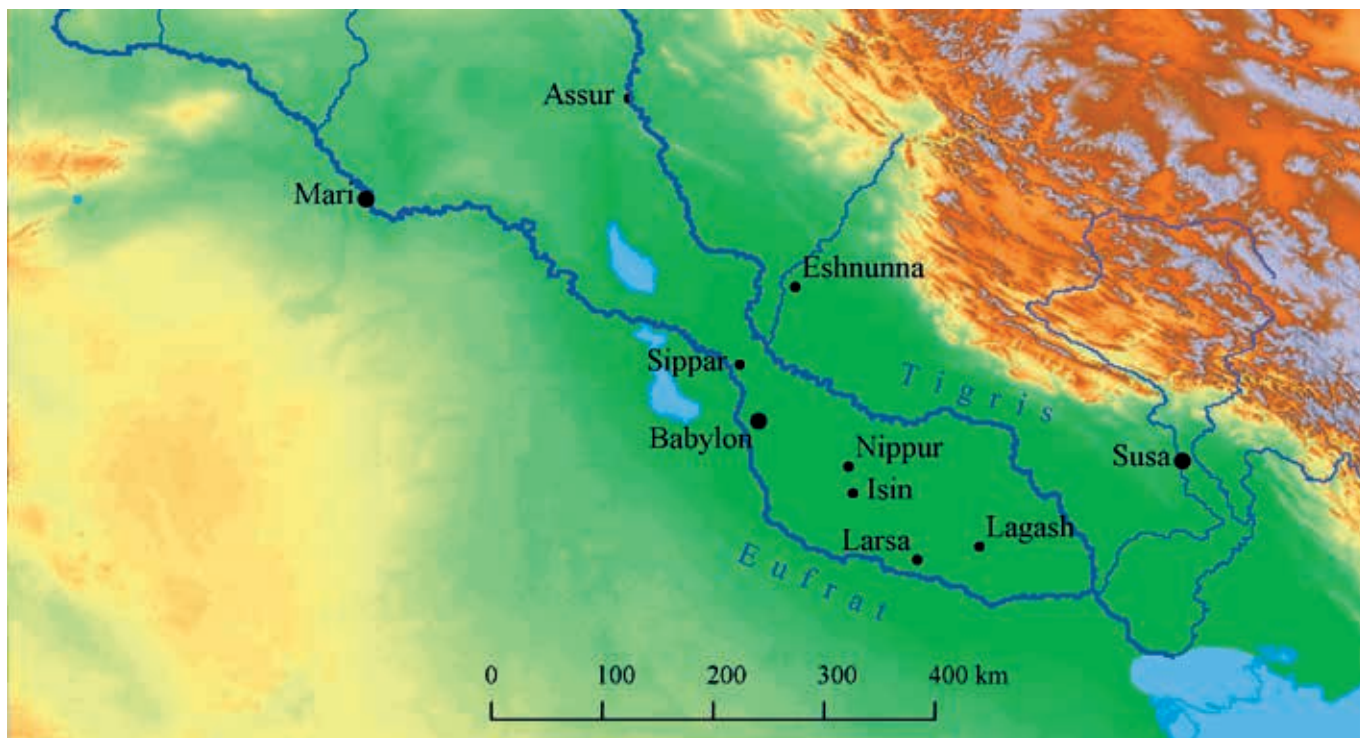 Assur
Mari
Eshnunna
Sippar
Tigris
Babylon
Nippur
Susa
Isin
Lagash
Larsa
Eufrat
0 100 200 300 400 km